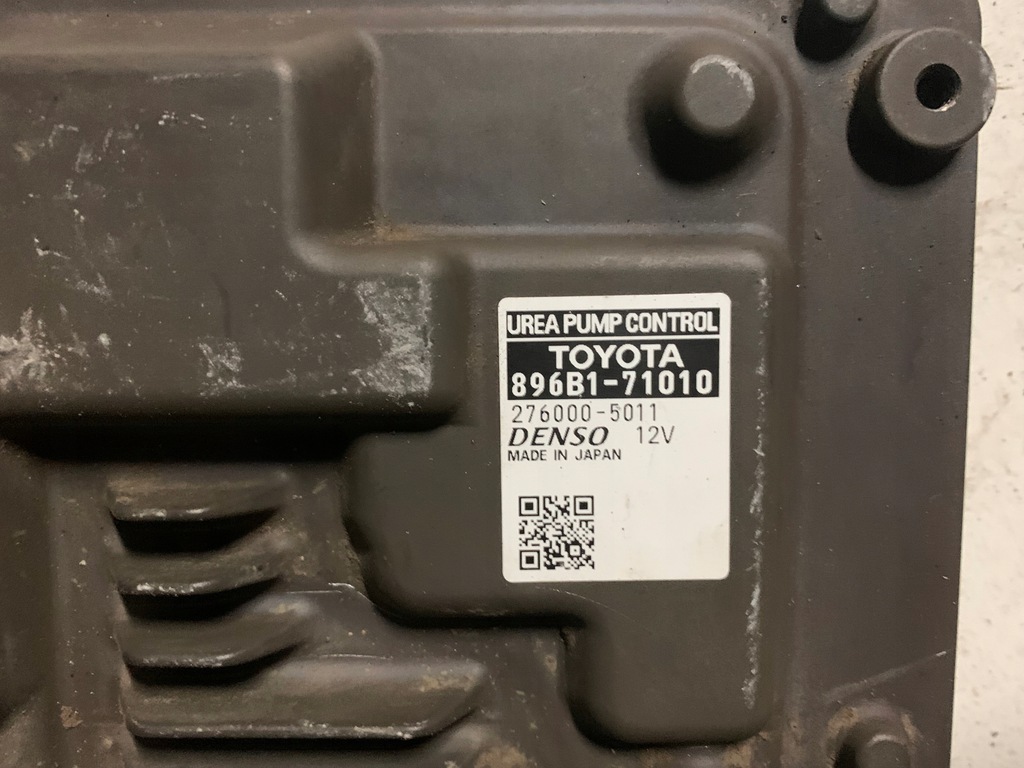 UREA PUMP CONTROL
TOYOTA
896B1-71010
276000-5011
DENSO 12V
MADE IN JAPAN